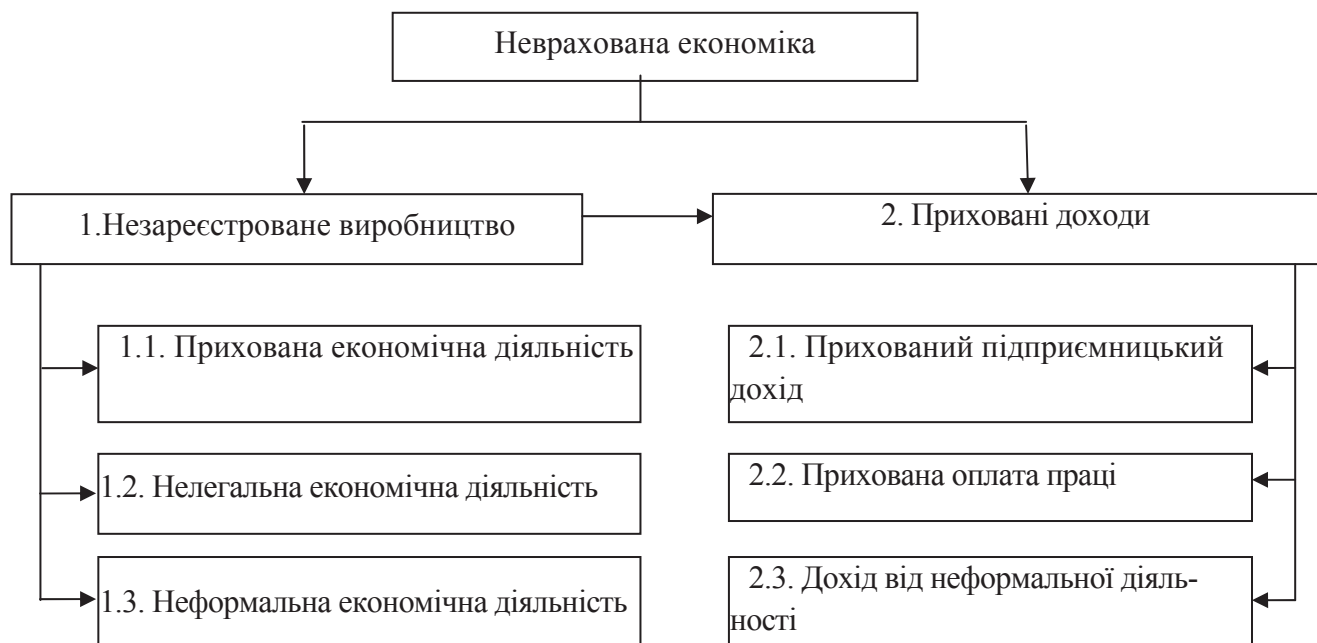 Неврахована економіка
1.Незареєстроване виробництво
2. Приховані доходи
1.1. Прихована економічна діяльність
1.2. Нелегальна економічна діяльність
1.3. Неформальна економічна діяльність
2.1. Прихований підприємницький
дохід
2.2. Прихована оплата праці
2.3. Дохід від неформальної діяль-
ності